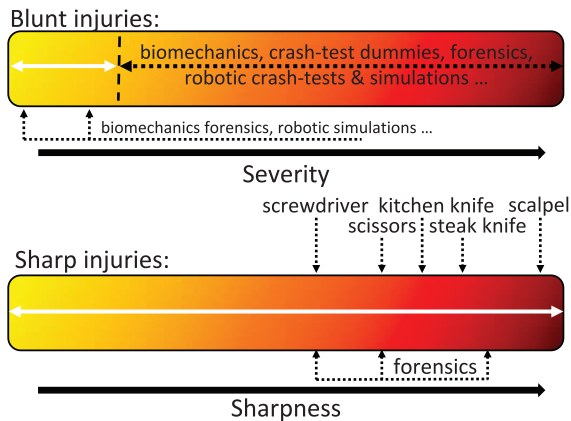 Blunt injuries:
biomechanics, crash-test dummies, forensics,
robotic crash-tests & simulations ...
biomechanics forensics, robotic simulations ...
Severity
screwdriver kitchen knife scalpel
scissors steak knife
Sharp injuries:
forensics
Sharpness